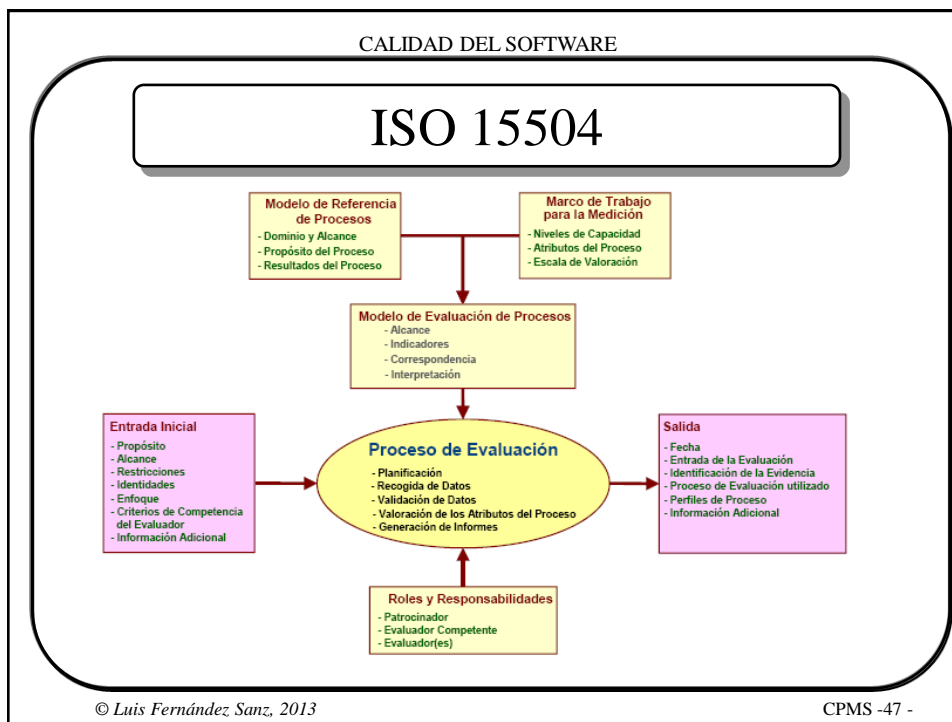 CALIDAD DEL SOFTWARE
ISO 15504
Modelo de Referencia
de Procesos
- Dominio y Alcance
- Propósito del Proceso
- Resultados del Proceso
Marco de Trabajo
para la Medición
- Niveles de Capacidad
- Atributos del Proceso
- Escala de Valoración
Modelo de Evaluación de Procesos
- Alcance
- Indicadores
- Correspondencia
- Interpretación
Entrada Inicial
- Propósito
- Alcance
- Restricciones
- Identidades
- Enfoque
- Criterios de Competencia
del Evaluador
- Información Adicional
Proceso de Evaluación
- Planificación
- Recogida de Datos
- Validación de Datos
- Valoración de los Atributos del Proceso
- Generación de Informes
Salida
- Fecha
- Entrada de la Evaluación
- Identificación de la Evidencia
- Proceso de Evaluación utilizado
- Perfiles de Proceso
- Información Adicional
Roles y Responsabilidades
- Patrocinador
- Evaluador Competente
- Evaluador(es)
© Luis Fernández Sanz, 2013
CPMS -47 -